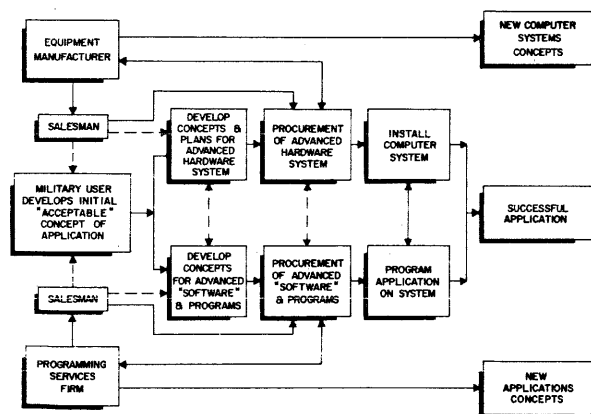 EQUIPMENT
MANUFACTURER
NEW COMPUTER
SYSTEMS
CONCEPTS
SALESMAN
DEVELOP
CONCEPTS &
PLANS FOR
ADVANCED
HARDWARE
SYSTEM
PROCUREMENT
OF ADVANCED
HARDWARE
SYSTEM
INSTALL
COMPUTER
SYSTEM
MILITARY USER
DEVELOPS INITIAL
"ACCEPTABLE"
CONCEPT OF
APPLICATION
SUCCESSFUL
APPLICATION
DEVELOP
CONCEPTS
FOR ADVANCED
"SOFTWARE"
& PROGRAMS
PROCUREMENT
OF ADVANCED
"SOFTWARE"
& PROGRAMS
PROGRAM
APPLICATION
ON SYSTEM
SALESMAN
PROGRAMMING
SERVICES
FIRM
NEW
APPLICATIONS
CONCEPTS